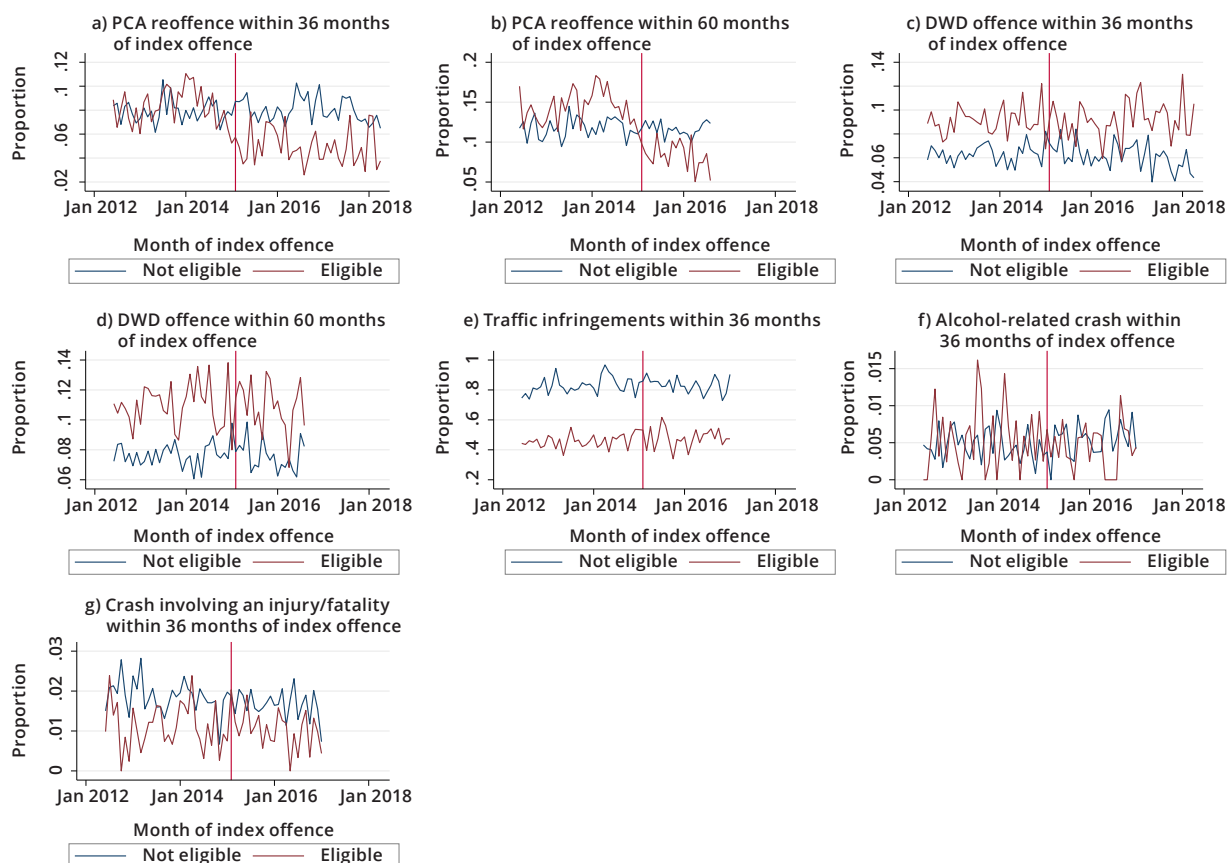 a) PCA reoffence within 36 months
of index offence
Proportion
.12
.1
.06
.02
Jan 2012 Jan 2014 Jan 2016 Jan 2018
Month of index offence
Not eligible Eligible
b) PCA reoffence within 60 months
of index offence
Proportion
.2
.15
.1
.05
Jan 2012 Jan 2014 Jan 2016 Jan 2018
Month of index offence
Not eligible Eligible
c) DWD offence within 36 months
of index offence
Proportion
.14
.1
.06
.04
Jan 2012 Jan 2014 Jan 2016 Jan 2018
Month of index offence
Not eligible Eligible
d) DWD offence within 60 months
of index offence
Proportion
.14
.12
.1
.08
.06
Jan 2012 Jan 2014 Jan 2016 Jan 2018
Month of index offence
Not eligible Eligible
e) Traffic infringements within 36 months
Proportion
1
.8
.6
.4
.2
Jan 2012 Jan 2014 Jan 2016 Jan 2018
Month of index offence
Not eligible Eligible
f) Alcohol-related crash within
36 months of index offence
Proportion
.015
.01
.005
0
Jan 2012 Jan 2014 Jan 2016 Jan 2018
Month of index offence
Not eligible Eligible
g) Crash involving an injury/fatality
within 36 months of index offence
Proportion
.03
.02
.01
0
Jan 2012 Jan 2014 Jan 2016 Jan 2018
Month of index offence
Not eligible Eligible